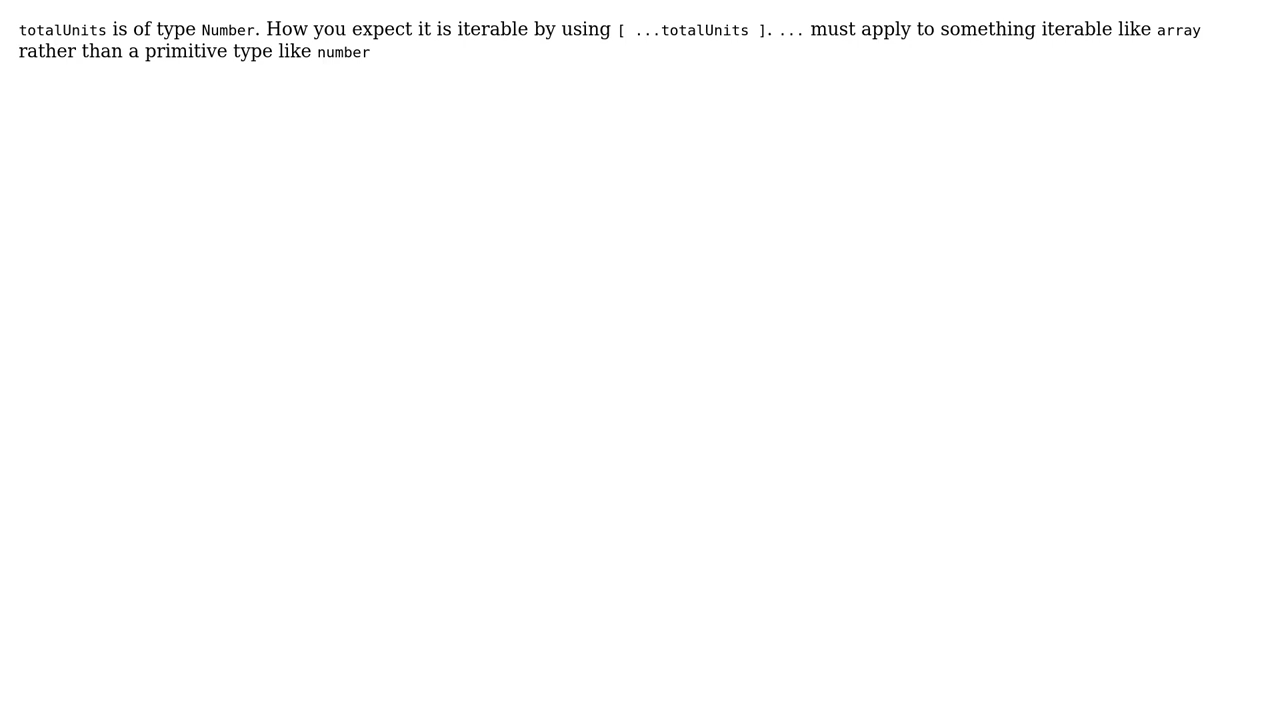 totalUnits is of type Number. How you expect it is iterable by using [ ...totalUnits ]. ... must apply to something iterable like array
rather than a primitive type like number